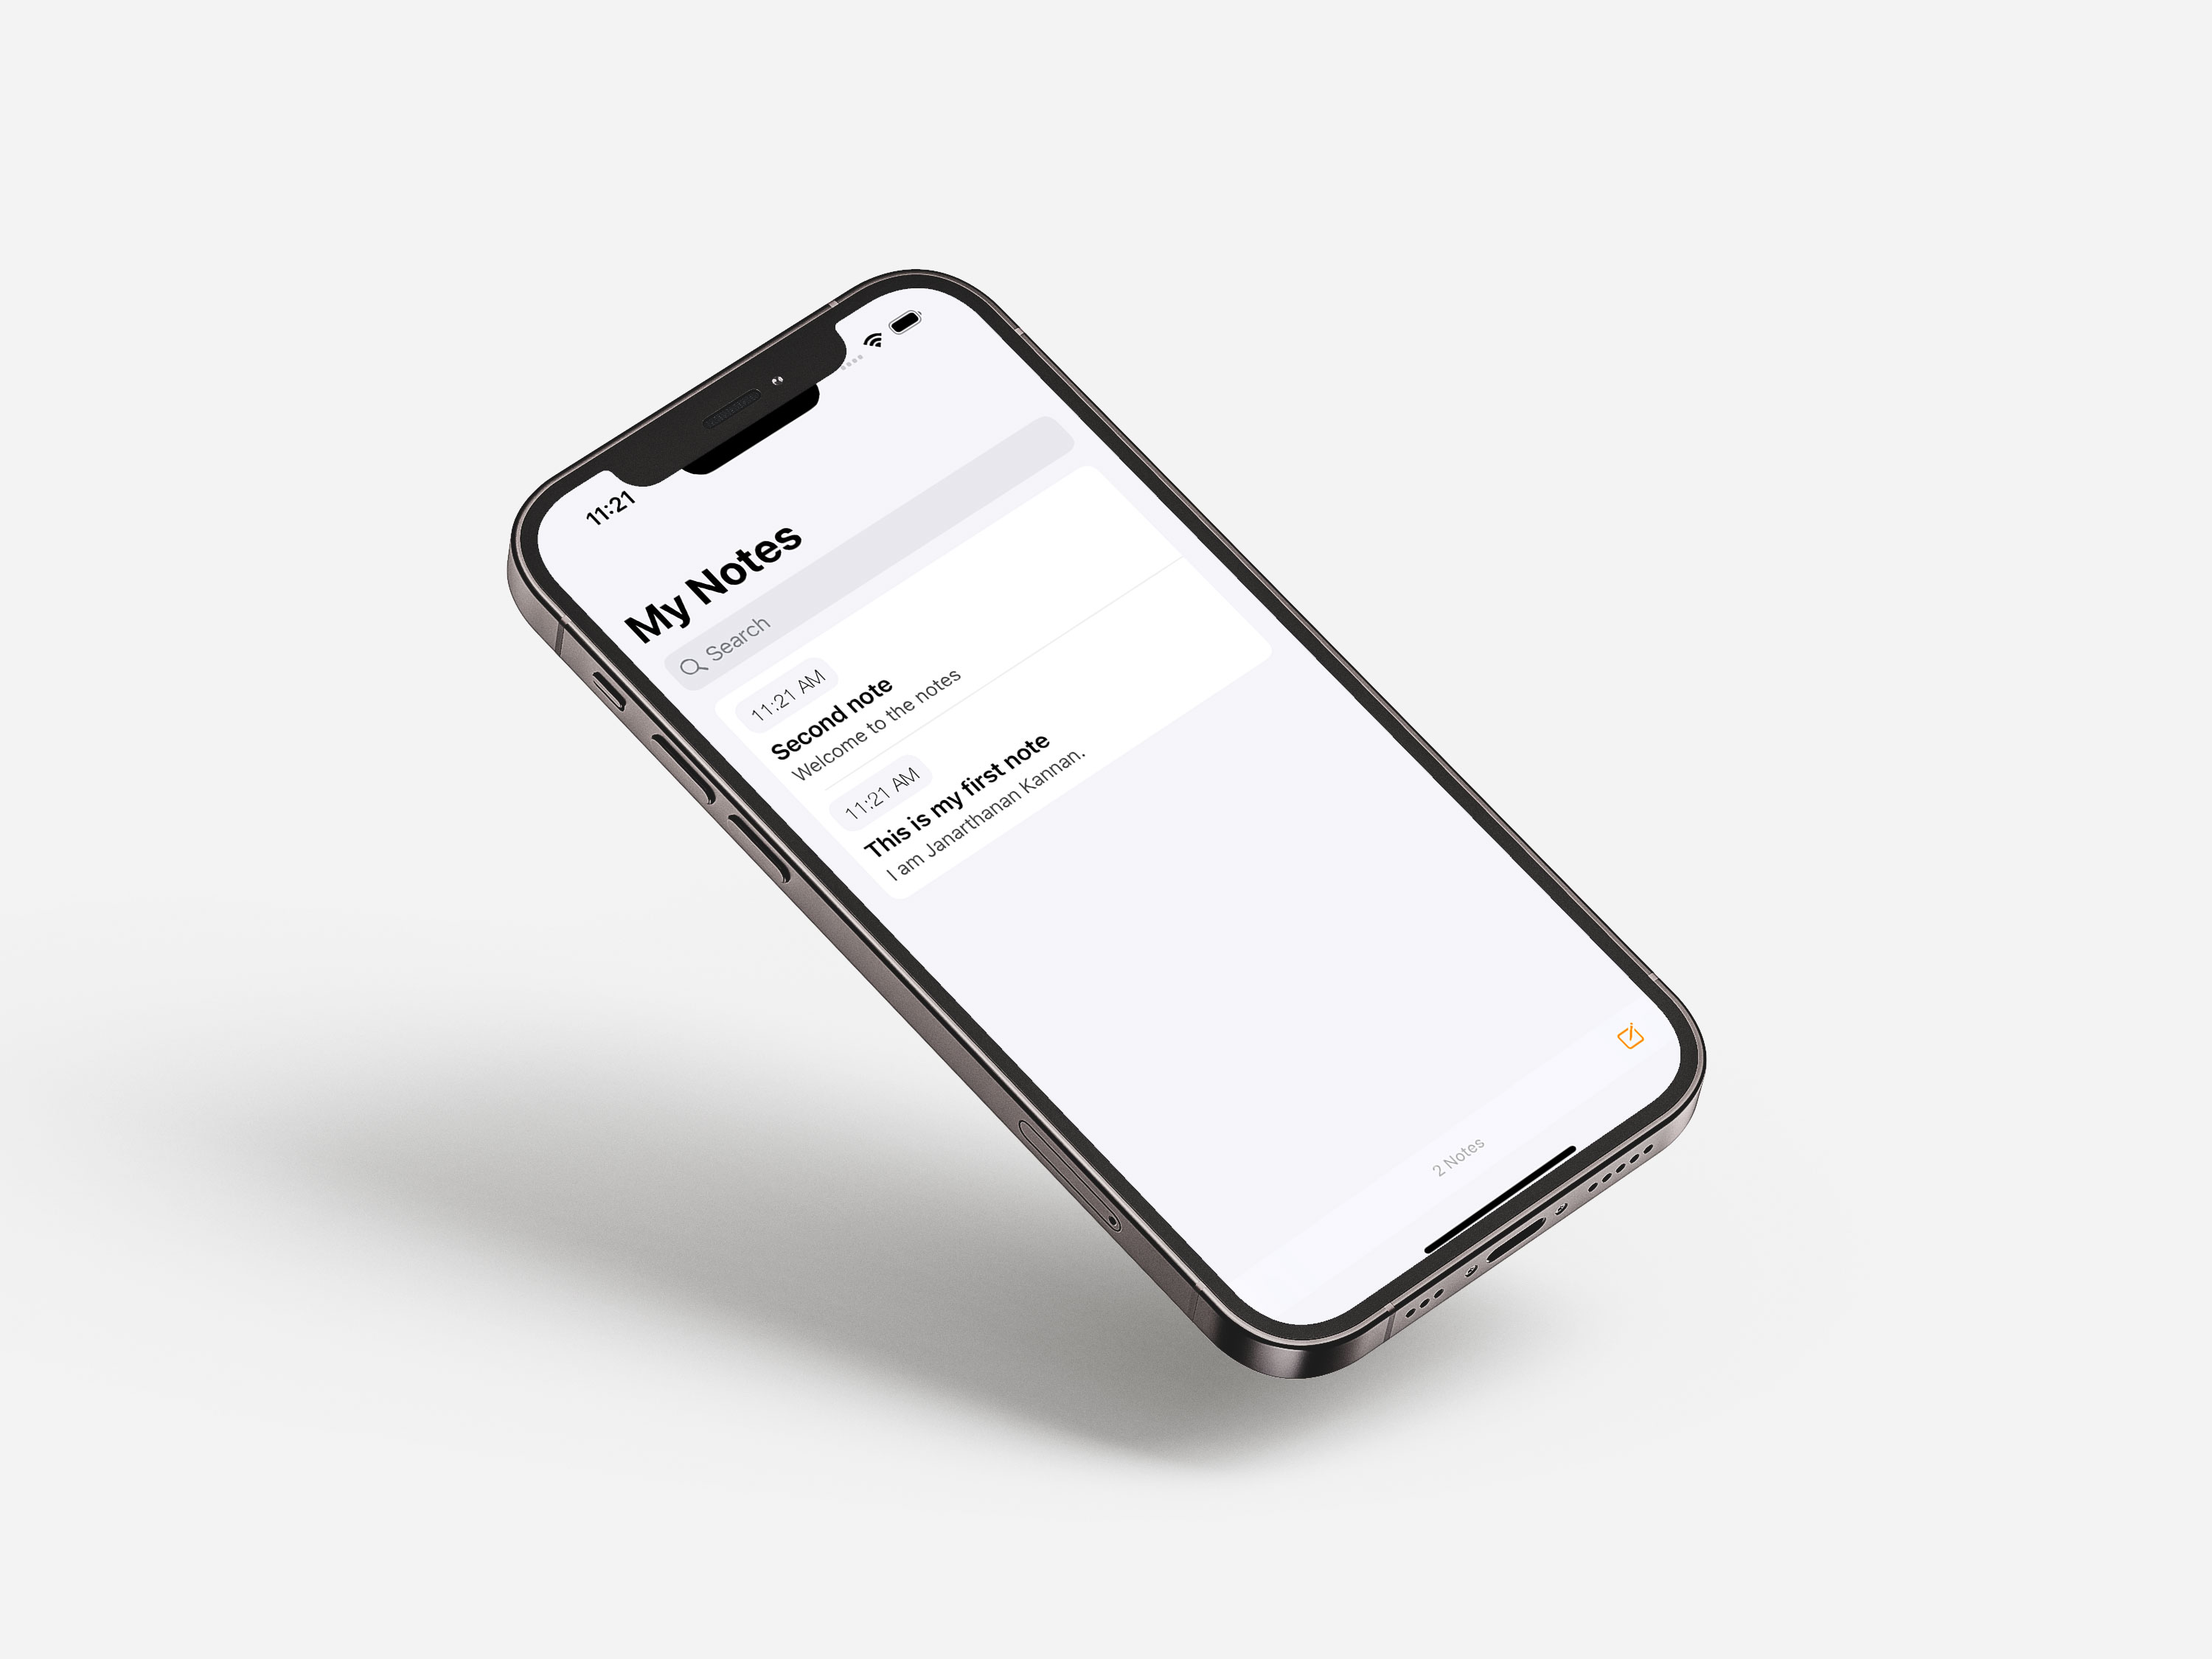 11:21
My Notes
Search
11:21 AM
Second note
Welcome to the notes
11:21 AM
This is my first note
I am Janarthanan Kannan.
2 Notes